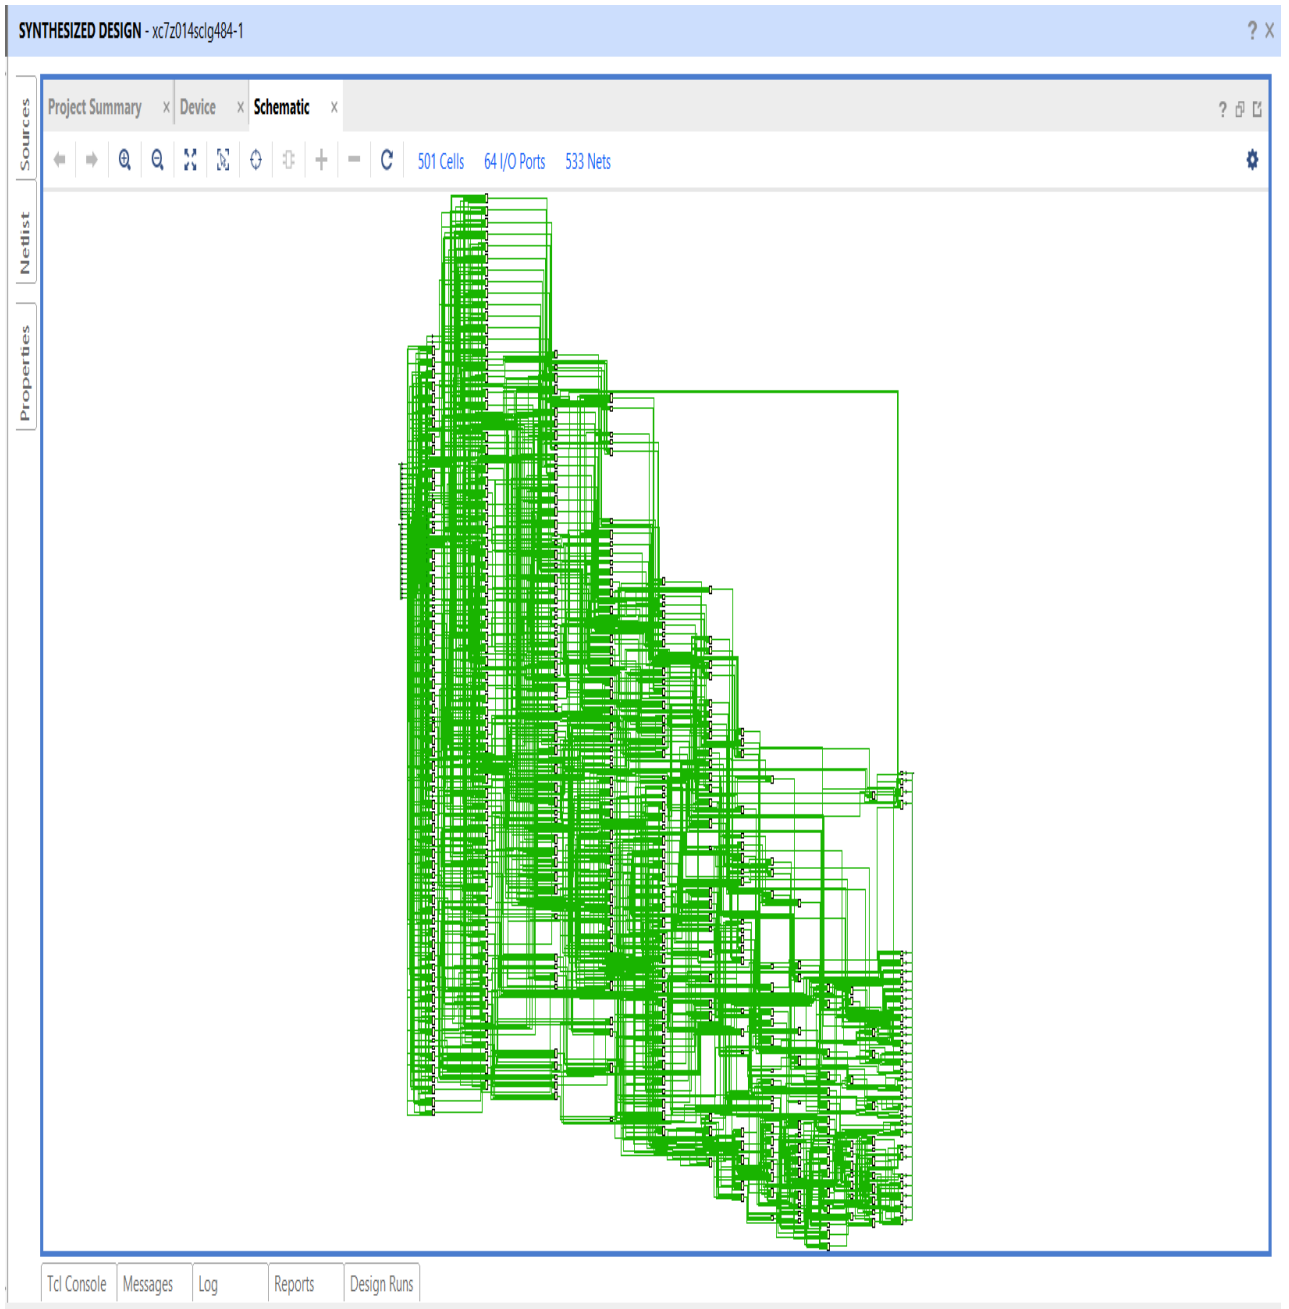 SYNTHESIZED DESIGN - xc7z014sclg484-1
? ×
Sources
Netlist
Properties
Project Summary × Device × Schematic ×
?
501 Cells 64 I/O Ports 533 Nets
Tcl Console Messages Log Reports Design Runs